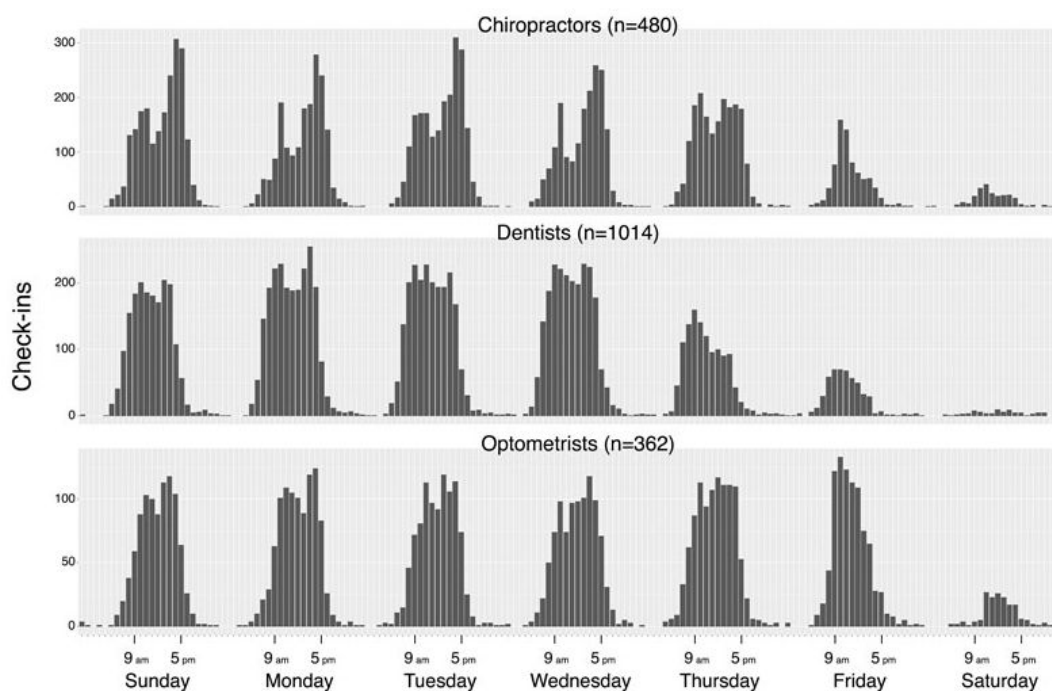 Chiropractors (n=480)
300
200
100
0
Dentists (n=1014)
200
100
0
Check-ins
Optometrists (n=362)
100
50
0
9 am 5 pm 9 am 5 pm 9 am 5 pm 9 am 5 pm 9 am 5 pm 9 am 5 pm 9 am 5 pm
Sunday Monday Tuesday Wednesday Thursday Friday Saturday